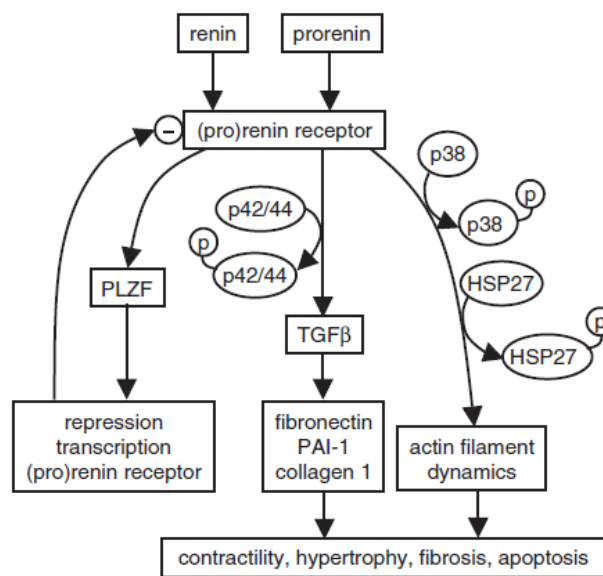 renin
prorenin
−
(pro)renin receptor
p38
p
p38
p42/44
p
p42/44
HSP27
p
HSP27
PLZF
TGFβ
repression
transcription
(pro)renin receptor
fibronectin
PAI-1
collagen 1
actin filament
dynamics
contractility, hypertrophy, fibrosis, apoptosis